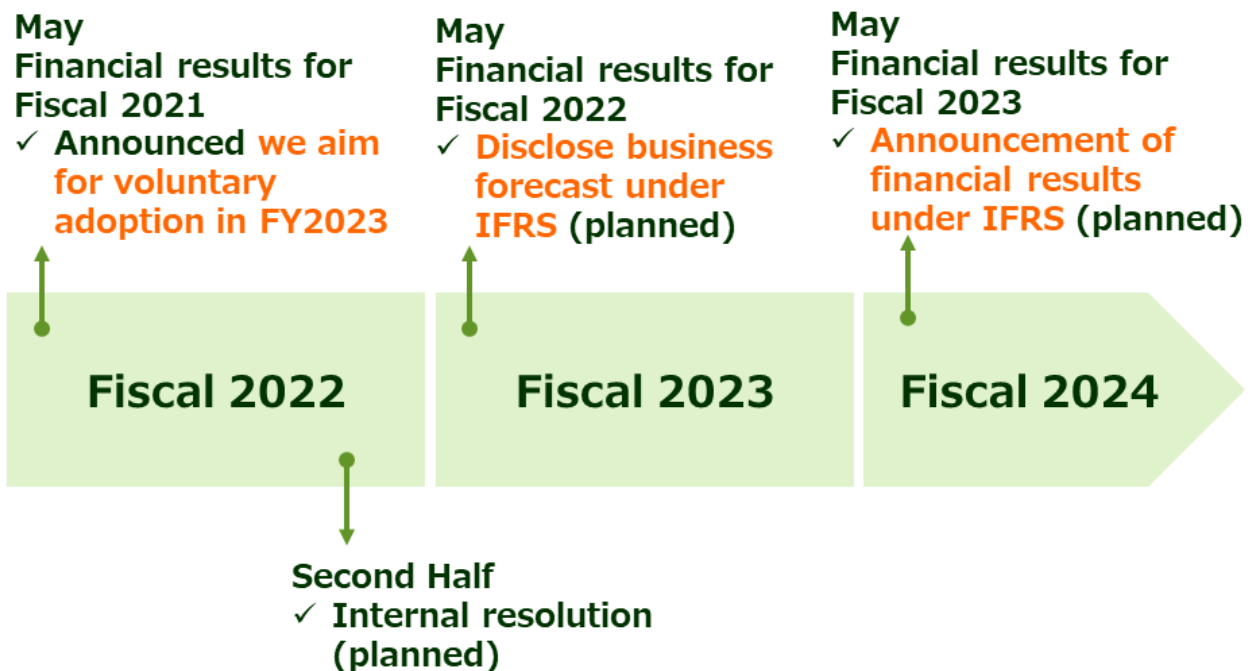 May
Financial results for
Fiscal 2021
✓ Announced we aim
for voluntary
adoption in FY2023
May
Financial results for
Fiscal 2022
✓ Disclose business
forecast under
IFRS (planned)
May
Financial results for
Fiscal 2023
✓ Announcement of
financial results
under IFRS (planned)
Fiscal 2022
Fiscal 2023
Fiscal 2024
Second Half
✓ Internal resolution
(planned)